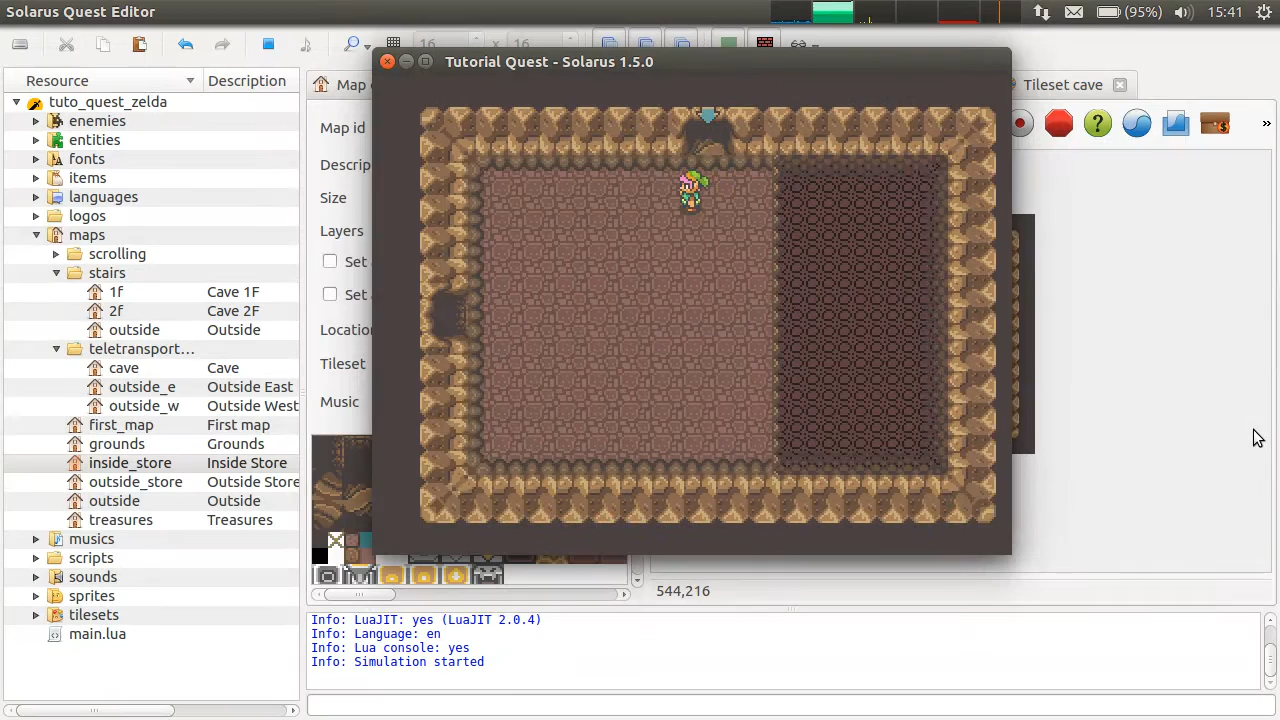 Solarus Quest Editor
(95%)
15:41
16 x 16
Tutorial Quest - Solarus 1.5.0
Resource Description
Map
Tileset cave
tuto_quest_zelda
enemies
entities
fonts
items
languages
logos
maps
scrolling
stairs
1f Cave 1F
2f Cave 2F
outside Outside
teletransport...
cave Cave
outside_e Outside East
outside_w Outside West
first_map First map
grounds Grounds
inside_store Inside Store
outside_store Outside Store
outside Outside
treasures Treasures
musics
scripts
sounds
sprites
tilesets
main.lua
Map id
Size
Layers
Set
Set
Tileset
Music
»
544,216
Info: LuaJIT: yes (LuaJIT 2.0.4)
Info: Language: en
Info: Lua console: yes
Info: Simulation started